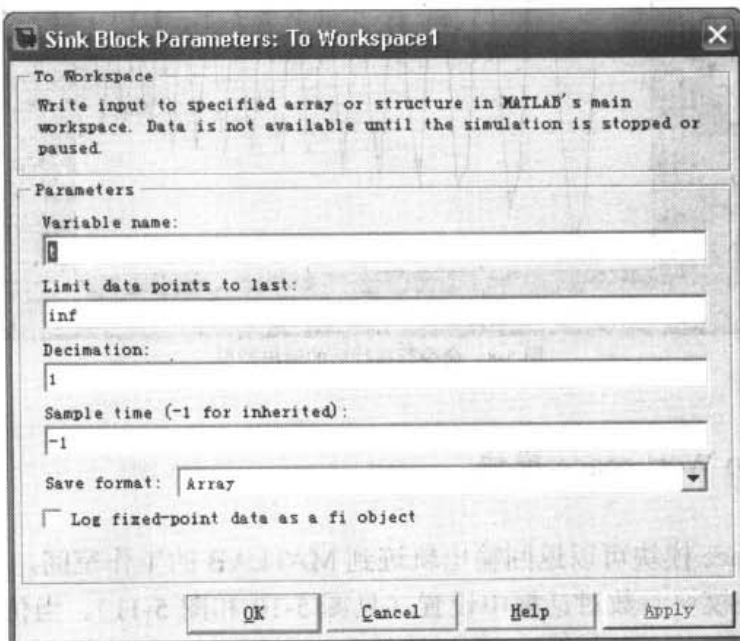 Sink Block Parameters: To Workspace1
To Workspace
Write input to specified array or structure in MATLAB's main
workspace. Data is not available until the simulation is stopped or
paused.
Parameters
Variable name:
t
Limit data points to last:
inf
Decimation:
1
Sample time (-1 for inherited):
-1
Save format: Array
Log fixed-point data as a fi object
OK Cancel Help Apply